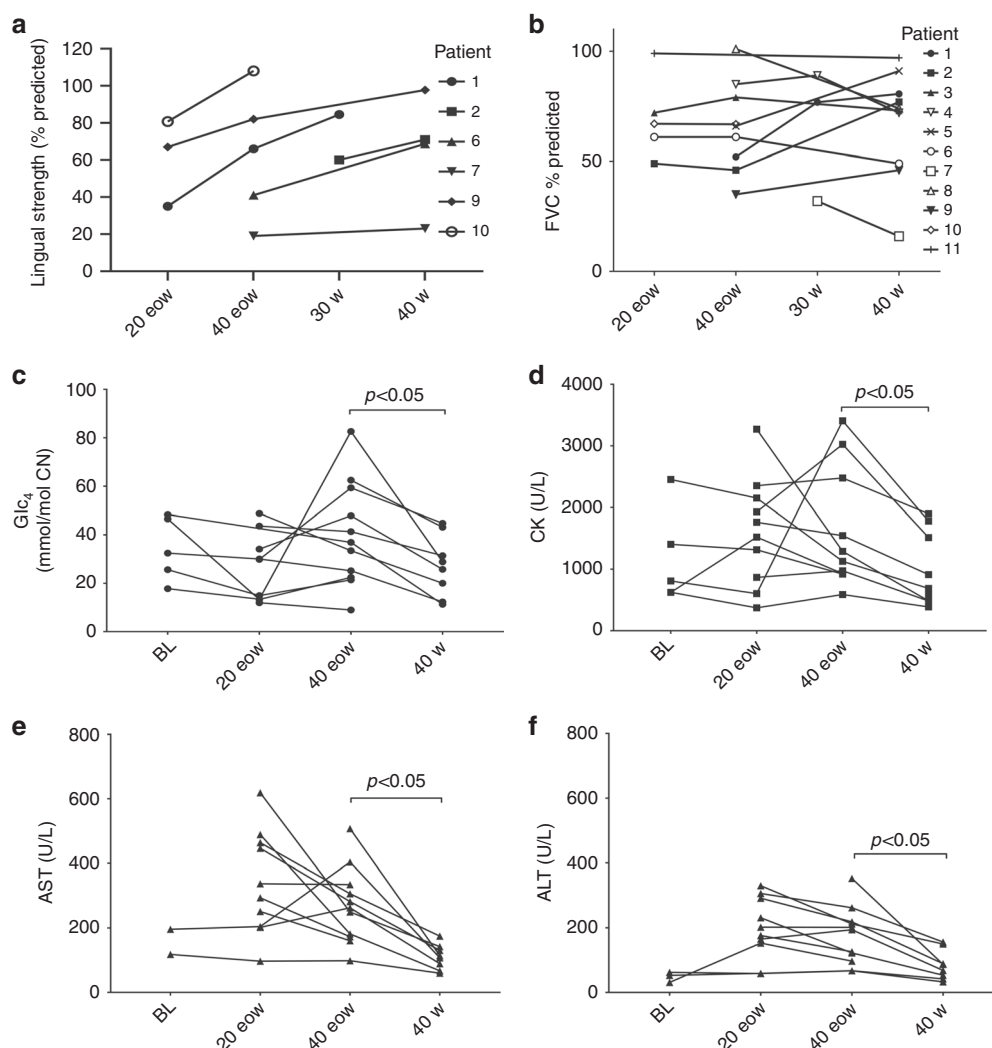 a
Lingual strength (% predicted)
120
100
80
60
40
20
0
20 eow
40 eow
30 w
40 w
Patient
1
2
6
7
9
10
b
FVC % predicted
100
50
0
20 eow
40 eow
30 w
40 w
Patient
1
2
3
4
5
6
7
8
9
10
11
c
Glc4
(mmol/mol CN)
100
80
60
40
20
0
p<0.05
BL
20 eow
40 eow
40 w
d
CK (U/L)
4000
3000
2000
1000
0
p<0.05
BL
20 eow
40 eow
40 w
e
AST (U/L)
800
600
400
200
0
p<0.05
BL
20 eow
40 eow
40 w
f
ALT (U/L)
800
600
400
200
0
p<0.05
BL
20 eow
40 eow
40 w